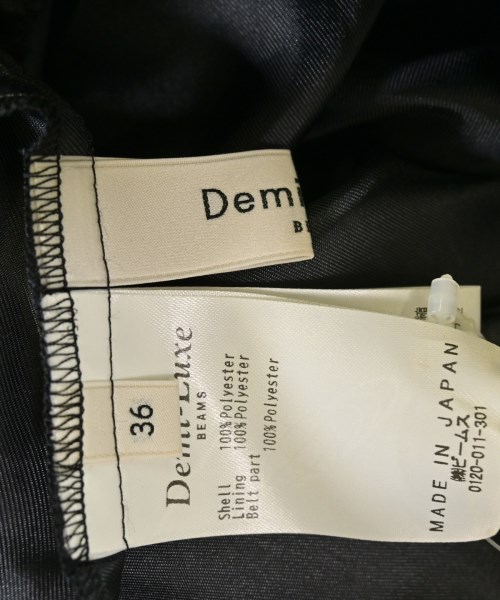 Demi
B
36
Demi-Luxe
BEAMS
Shell 100%Polyester
Lining 100%Polyester
Belt part
100%Polyester
MADE IN JAPAN
㈱ビームス
0120-011-301